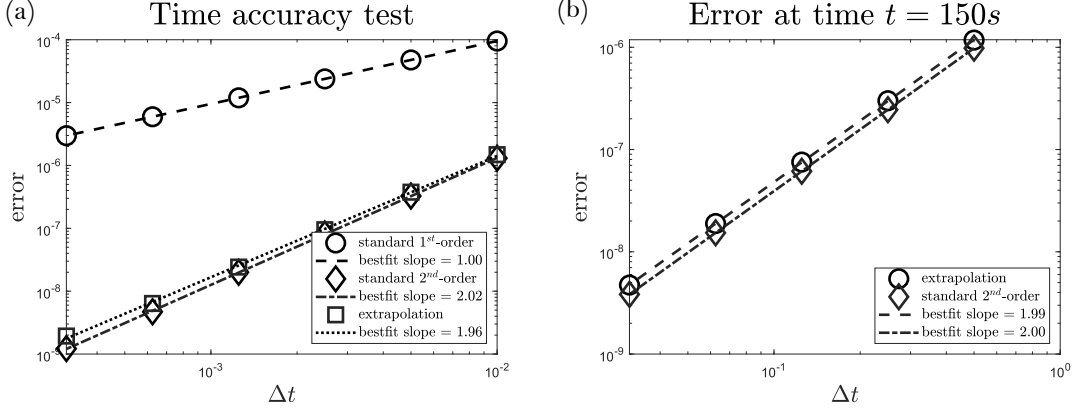 (a) Time accuracy test
10^-4
10^-5
10^-6
10^-7
10^-8
10^-9
error
10^-3
10^-2
Δt
standard 1^st-order
bestfit slope = 1.00
standard 2^nd-order
bestfit slope = 2.02
extrapolation
bestfit slope = 1.96
(b) Error at time t = 150s
10^-6
10^-7
10^-8
10^-9
error
10^-1
10^0
Δt
extrapolation
standard 2^nd-order
bestfit slope = 1.99
bestfit slope = 2.00